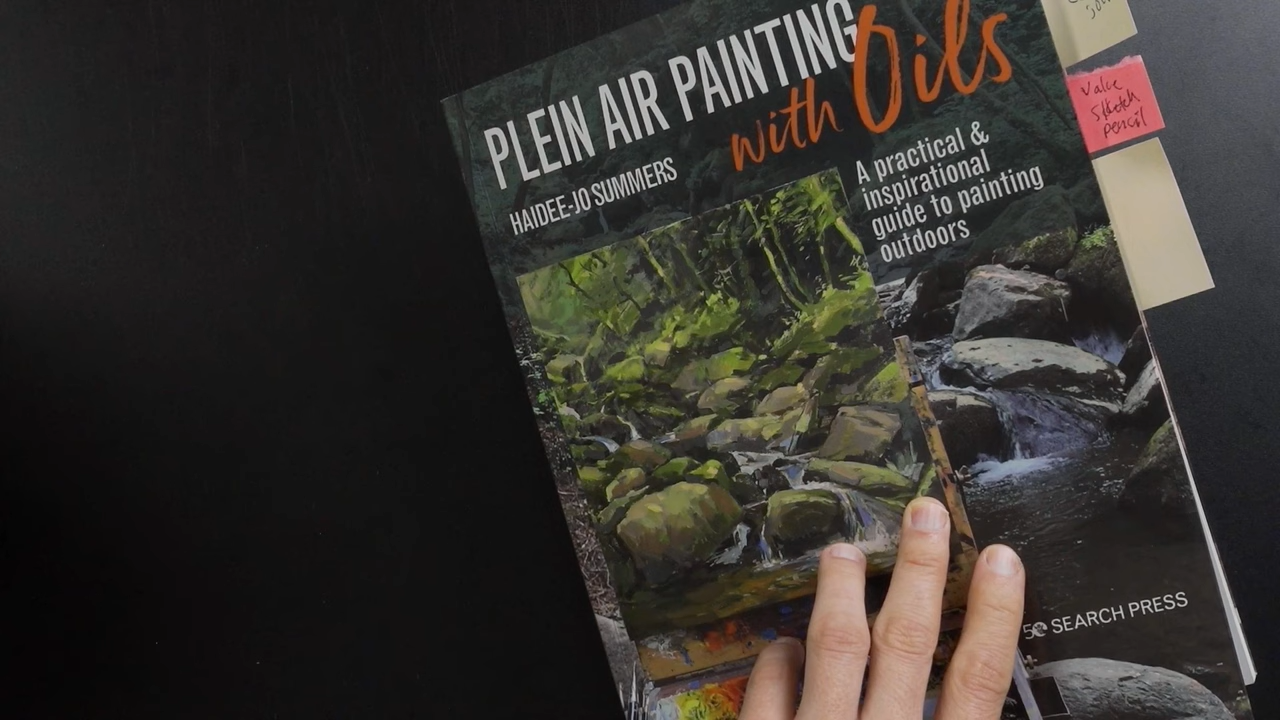 PLEIN AIR PAINTING
with Oils
HAIDEE-JO SUMMERS
A practical &
inspirational
guide to painting
outdoors
Value
Sketch
pencil
SEARCH PRESS